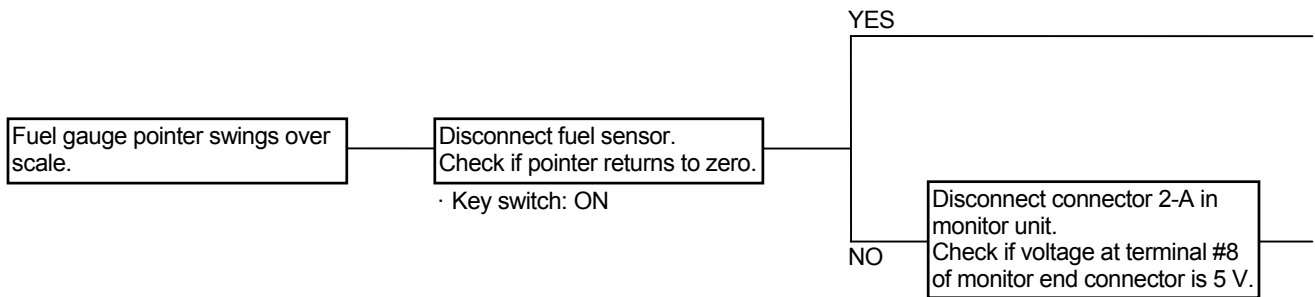 YES
Fuel gauge pointer swings over
scale.
Disconnect fuel sensor.
Check if pointer returns to zero.
· Key switch: ON
NO
Disconnect connector 2-A in
monitor unit.
Check if voltage at terminal #8
of monitor end connector is 5 V.